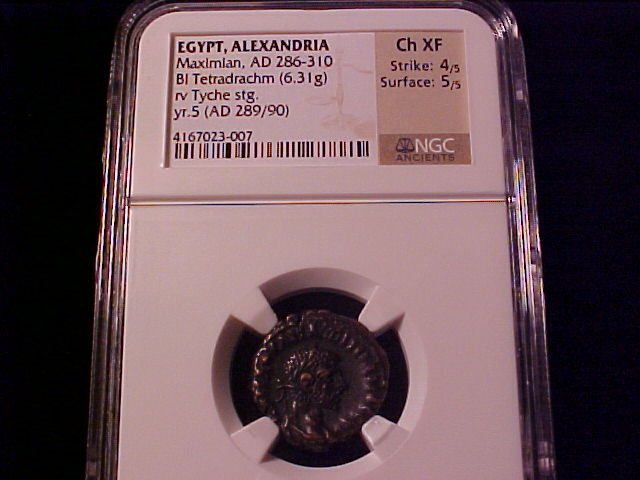 EGYPT, ALEXANDRIA
Maximian, AD 286-310
BI Tetradrachm (6.31g)
rv Tyche stg.
yr.5 (AD 289/90)
4167023-007
Ch XF
Strike: 4/5
Surface: 5/5
NGC
ANCIENTS